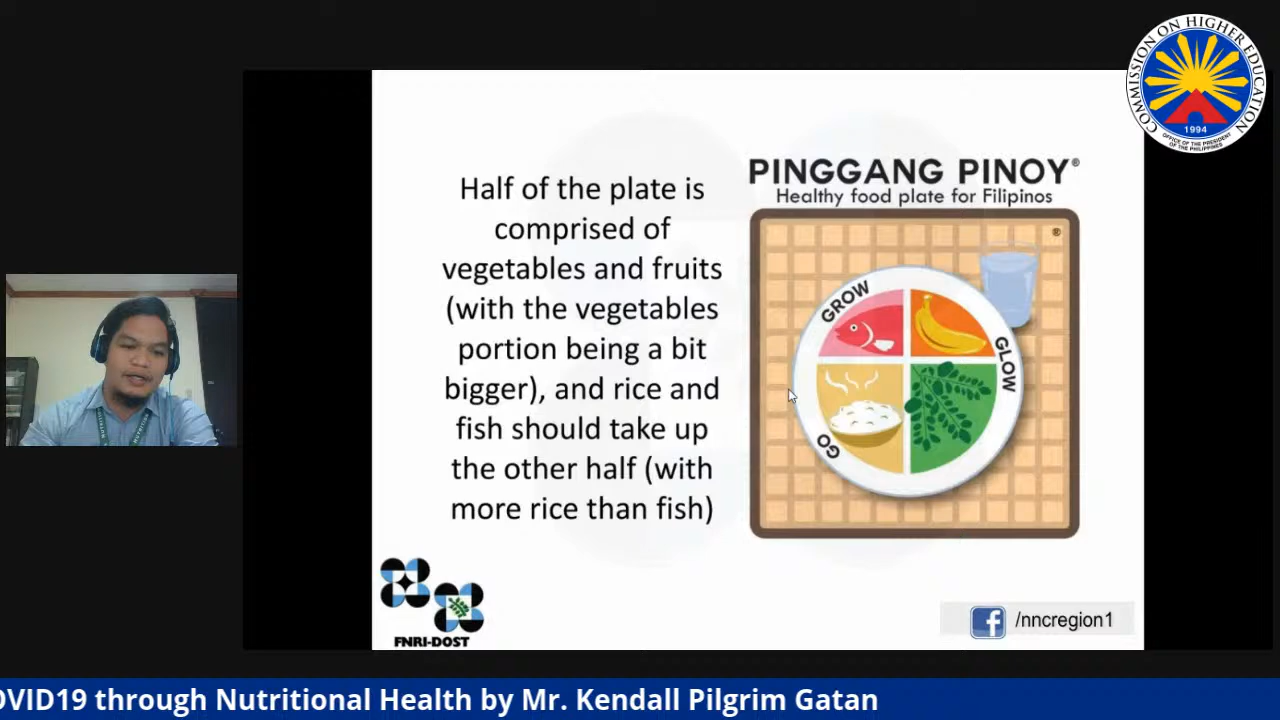 COMMISSION ON HIGHER EDUCATION
1994
OFFICE OF THE PRESIDENT
OF THE PHILIPPINES
Half of the plate is
comprised of
vegetables and fruits
(with the vegetables
portion being a bit
bigger), and rice and
fish should take up
the other half (with
more rice than fish)
PINGGANG PINOY®
Healthy food plate for Filipinos
®
GROW
GLOW
GO
FNRI-DOST
/nncregion1
OVID19 through Nutritional Health by Mr. Kendall Pilgrim Gatan